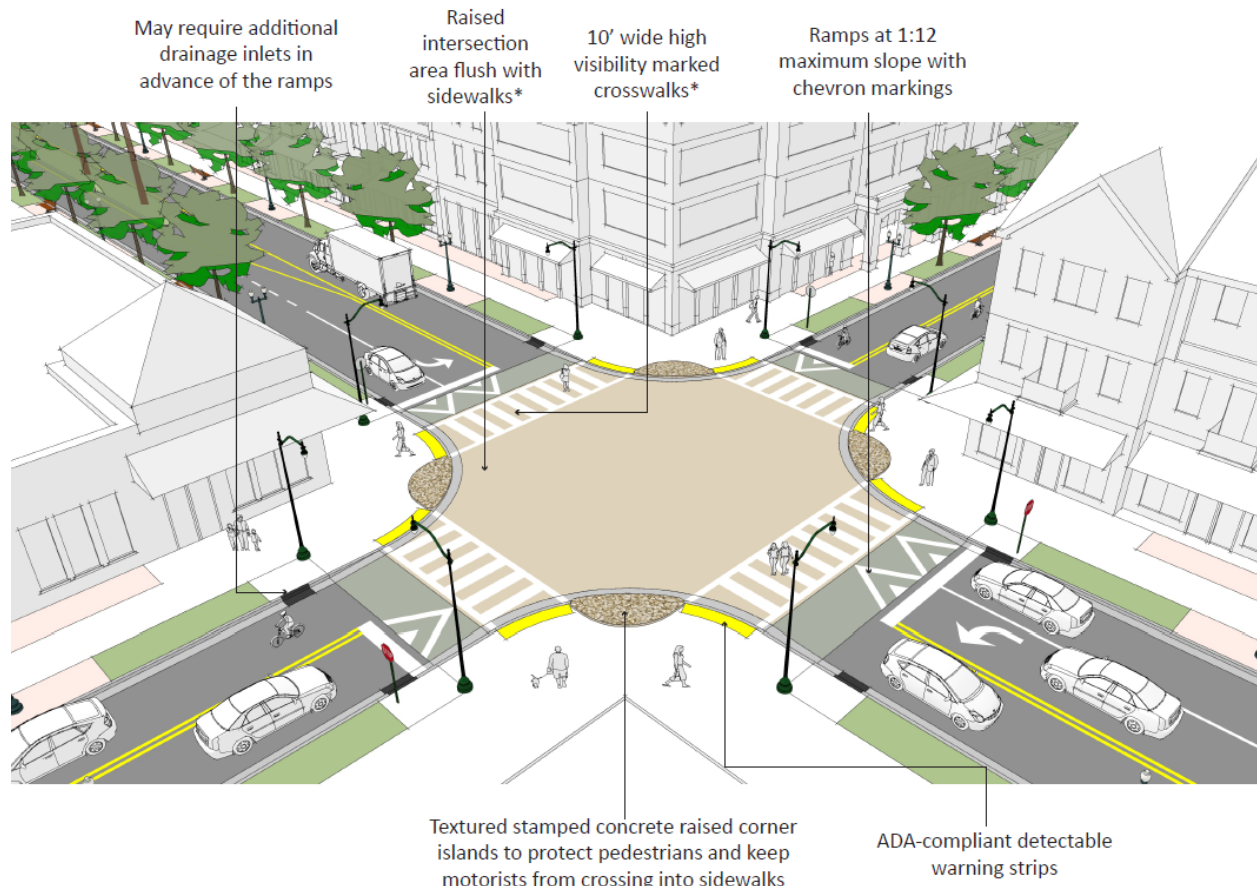 May require additional
drainage inlets in
advance of the ramps
Raised
intersection
area flush with
sidewalks*
10’ wide high
visibility marked
crosswalks*
Ramps at 1:12
maximum slope with
chevron markings
Textured stamped concrete raised corner
islands to protect pedestrians and keep
motorists from crossing into sidewalks
ADA-compliant detectable
warning strips